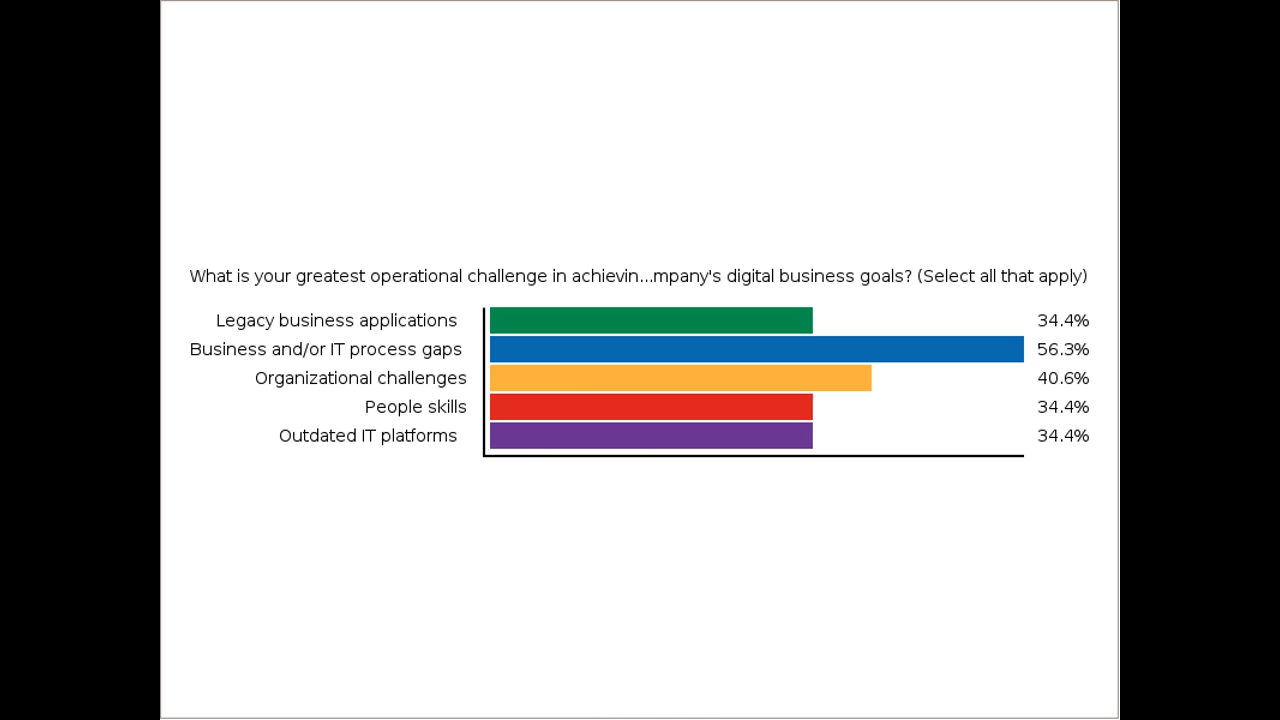 What is your greatest operational challenge in achievin...mpany's digital business goals? (Select all that apply)
Legacy business applications 34.4%
Business and/or IT process gaps 56.3%
Organizational challenges 40.6%
People skills 34.4%
Outdated IT platforms 34.4%